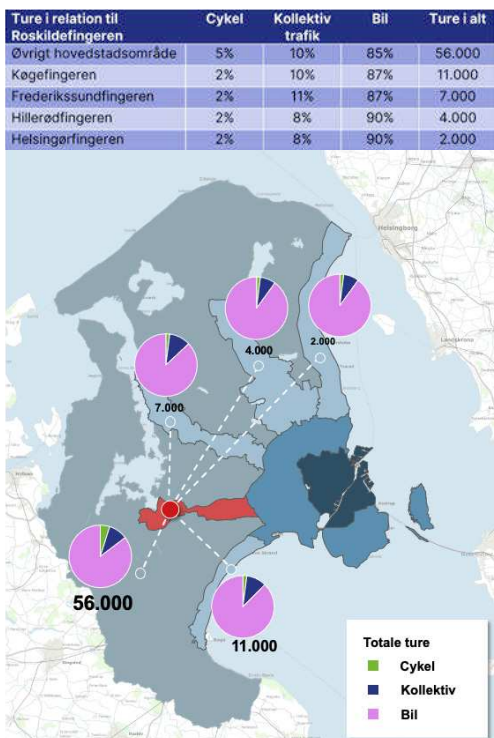 Ture i relation til Roskildefingeren Cykel Kollektiv trafik Bil Ture i alt
Øvrigt hovedstadsområde 5% 10% 85% 56.000
Køgefingeren 2% 10% 87% 11.000
Frederikssundfingeren 2% 11% 87% 7.000
Hillerødfingeren 2% 8% 90% 4.000
Helsingørfingeren 2% 8% 90% 2.000
Helsingborg
Landskrona
4.000
2.000
7.000
56.000
11.000
Totale ture
Cykel
Kollektiv
Bil